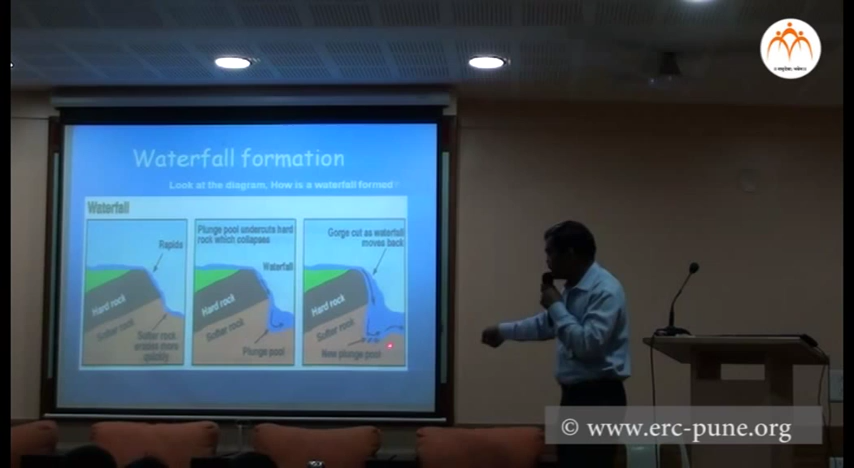 Waterfall formation
Look at the diagram. How is a waterfall formed?
Waterfall
Rapids
Hard rock
Softer rock
Softer rock
erodes more
quickly
Plunge pool undercuts hard
rock which collapses
Waterfall
Hard rock
Softer rock
Plunge pool
Gorge cut as waterfall
moves back
Hard rock
Softer rock
New plunge pool
© www.erc-pune.org